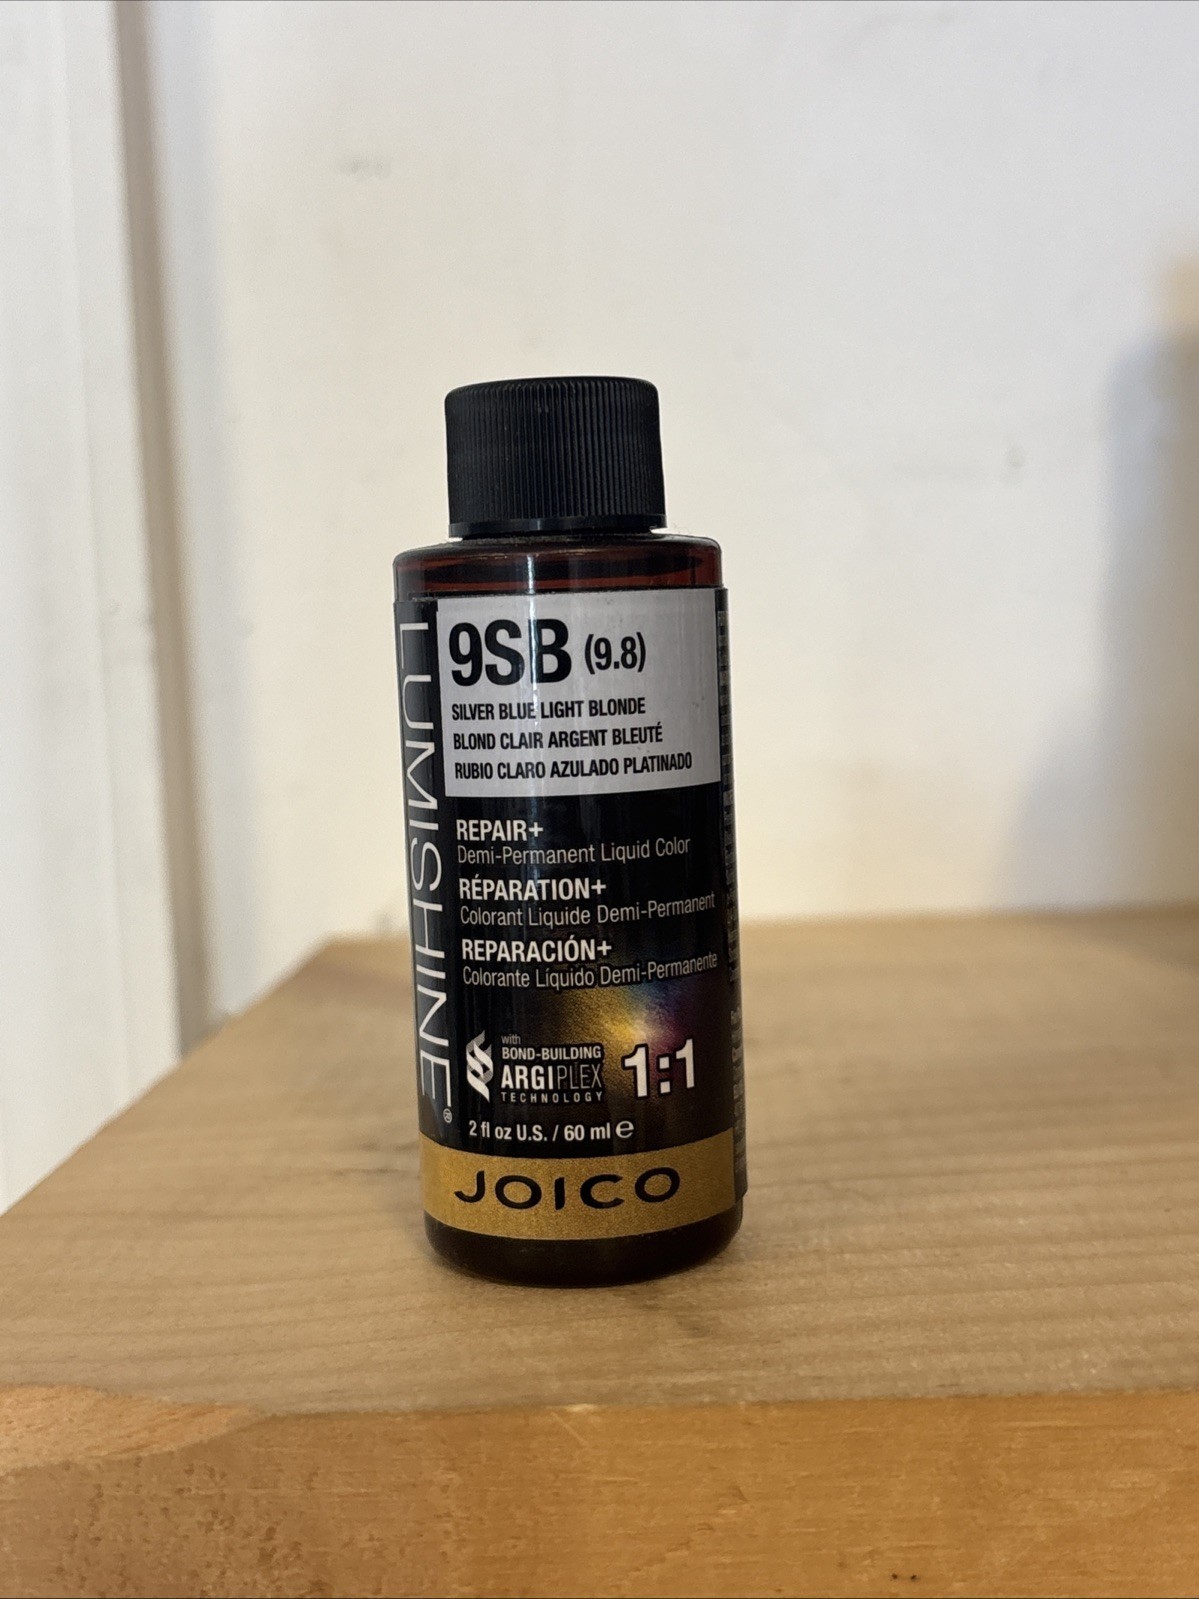 9SB (9.8)
SILVER BLUE LIGHT BLONDE
BLOND CLAIR ARGENT BLEUTÉ
RUBIO CLARO AZULADO PLATINADO
LUMISHINE®
REPAIR+
Demi-Permanent Liquid Color
RÉPARATION+
Colorant Liquide Demi-Permanent
REPARACIÓN+
Colorante Líquido Demi-Permanente
with
BOND-BUILDING
ARGIPLEX
TECHNOLOGY
1:1
2 fl oz U.S. / 60 ml ℮
JOICO